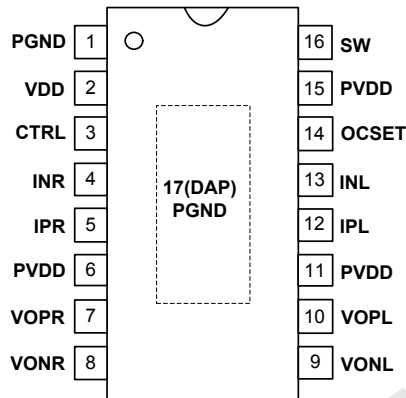 PGND 1 16 SW
VDD 2 15 PVDD
CTRL 3 14 OCSET
INR 4 13 INL
17(DAP)
PGND
IPR 5 12 IPL
PVDD 6 11 PVDD
VOPR 7 10 VOPL
VONR 8 9 VONL